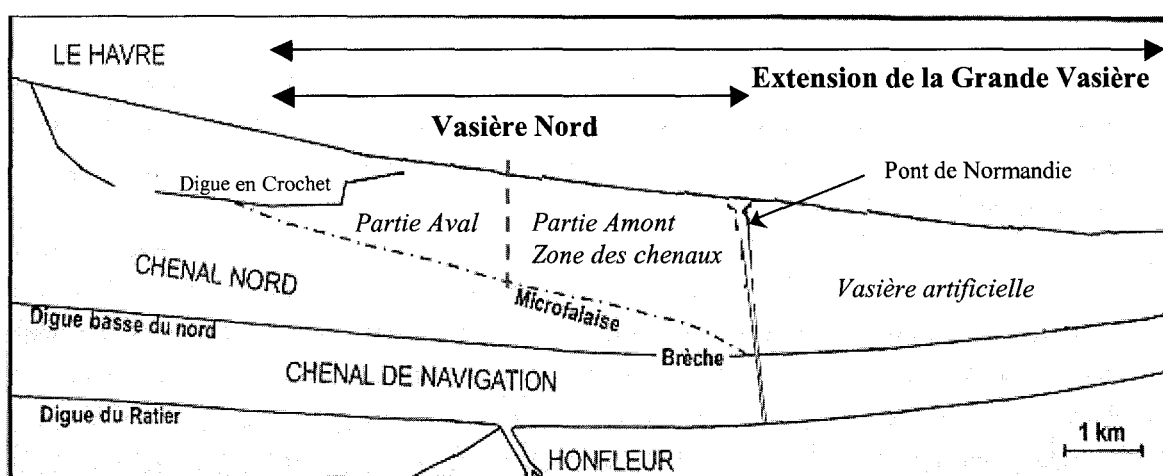 LE HAVRE
Extension de la Grande Vasière
Vasière Nord
Pont de Normandie
Digue en Crochet
Partie Aval
Partie Amont
Zone des chenaux
CHENAL NORD
Microfalaise
Vasière artificielle
Digue basse du nord
Brèche
CHENAL DE NAVIGATION
Digue du Ratier
1 km
HONFLEUR